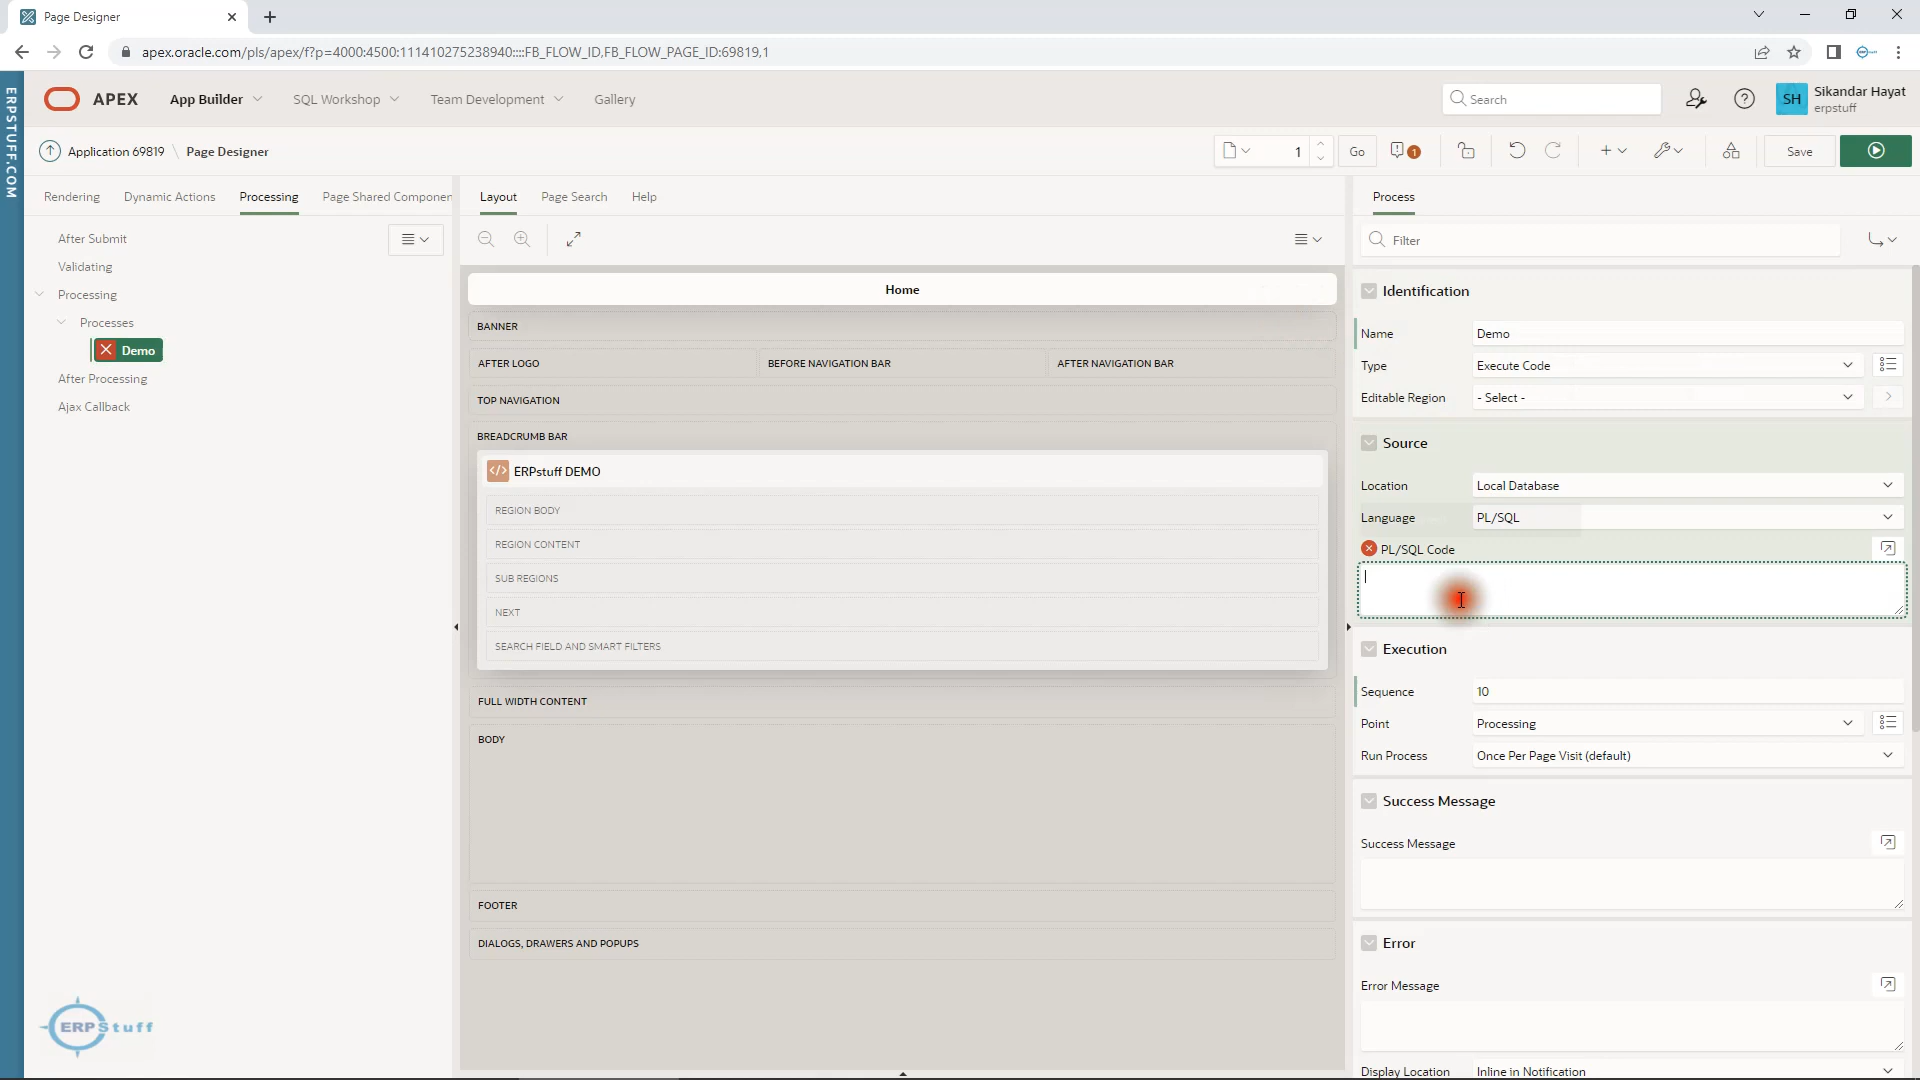 Page Designer
apex.oracle.com/pls/apex/f?p=4000:4500:111410275238940::::FB_FLOW_ID,FB_FLOW_PAGE_ID:69819,1
ERPSTUFF.COM
APEX
App Builder
SQL Workshop
Team Development
Gallery
Search
SH
Sikandar Hayat
erpstuff
Application 69819 \ Page Designer
1
Go
1
Save
Rendering
Dynamic Actions
Processing
Page Shared Componen
After Submit
Validating
Processing
Processes
Demo
After Processing
Ajax Callback
Layout
Page Search
Help
Home
BANNER
AFTER LOGO
BEFORE NAVIGATION BAR
AFTER NAVIGATION BAR
TOP NAVIGATION
BREADCRUMB BAR
ERPstuff DEMO
REGION BODY
REGION CONTENT
SUB REGIONS
NEXT
SEARCH FIELD AND SMART FILTERS
FULL WIDTH CONTENT
BODY
FOOTER
DIALOGS, DRAWERS AND POPUPS
Process
Filter
Identification
Name Demo
Type Execute Code
Editable Region - Select -
Source
Location Local Database
Language PL/SQL
PL/SQL Code
Execution
Sequence 10
Point Processing
Run Process Once Per Page Visit (default)
Success Message
Success Message
Error
Error Message
Display Location Inline in Notification
ERPStuff